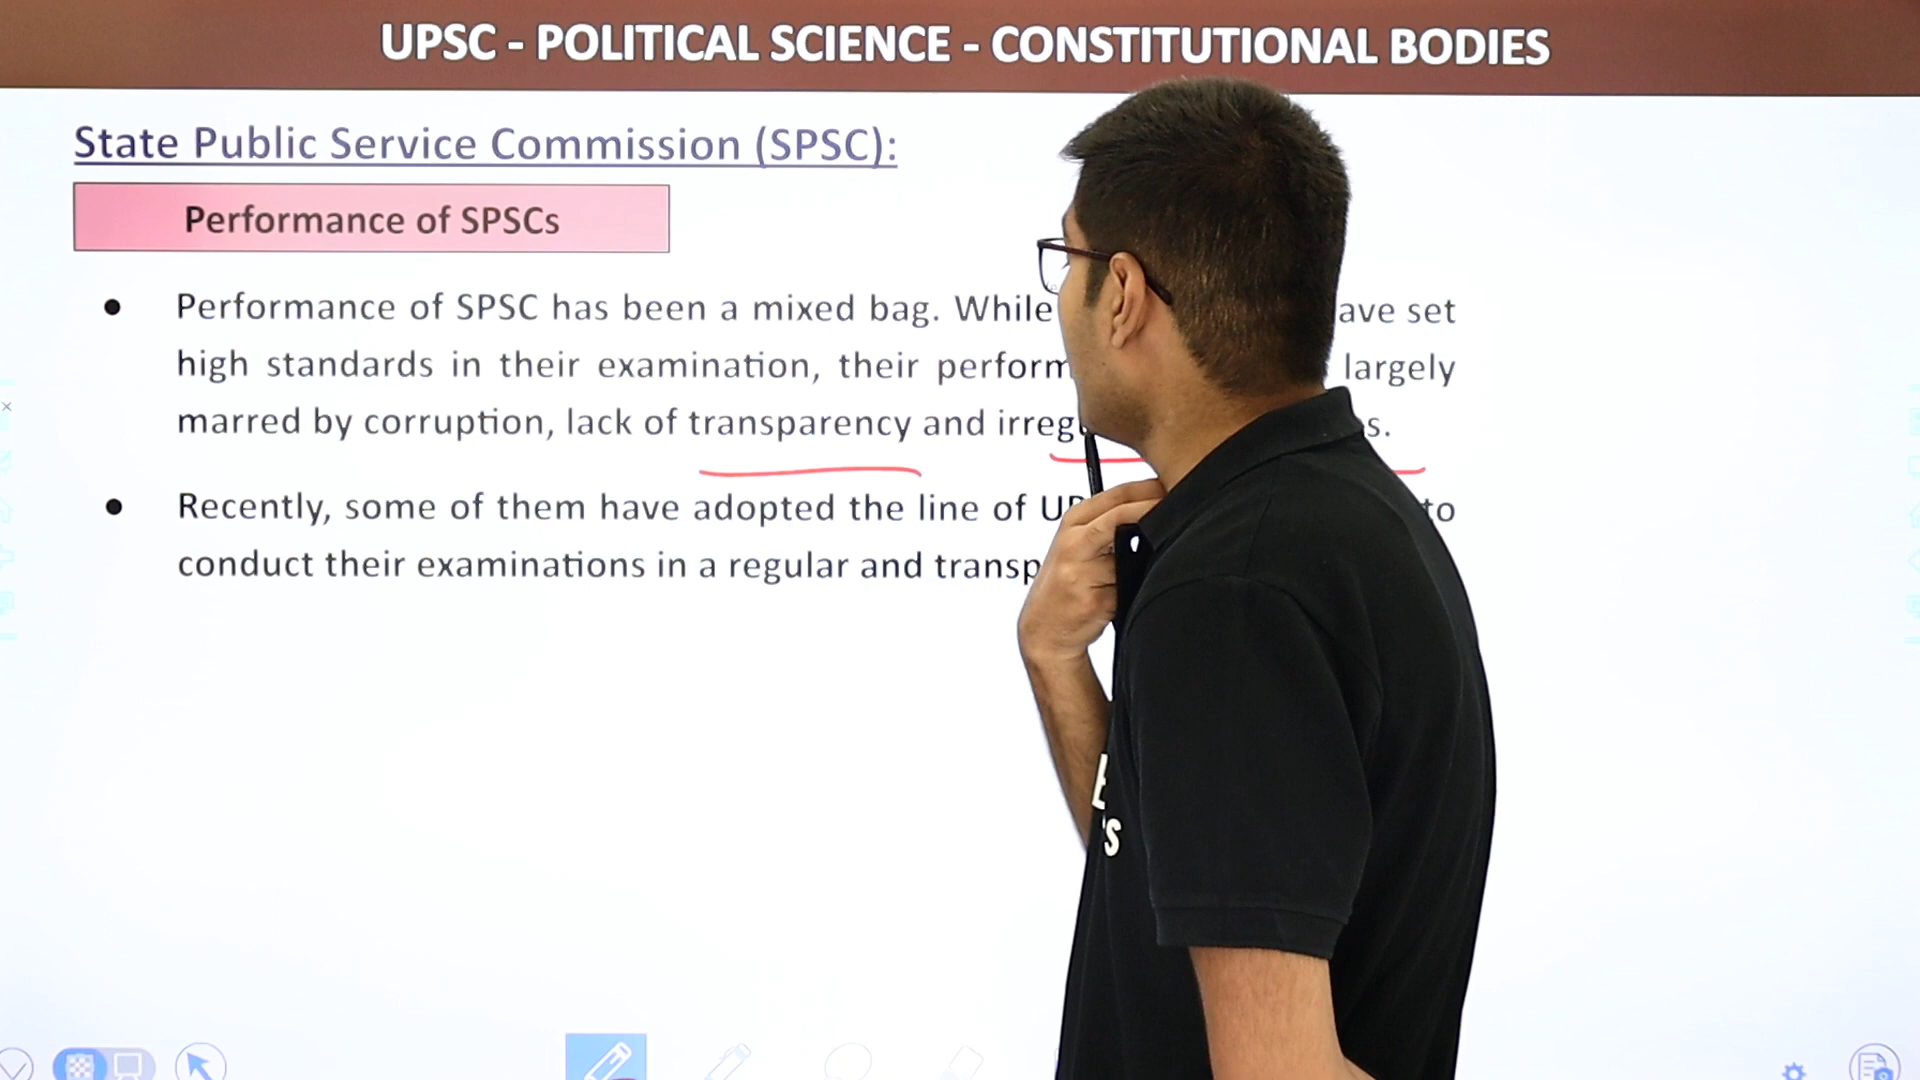 UPSC - POLITICAL SCIENCE - CONSTITUTIONAL BODIES
State Public Service Commission (SPSC):
Performance of SPSCs
Performance of SPSC has been a mixed bag. While ave set
high standards in their examination, their perform largely
marred by corruption, lack of transparency and irreg s.
Recently, some of them have adopted the line of to
conduct their examinations in a regular and transp